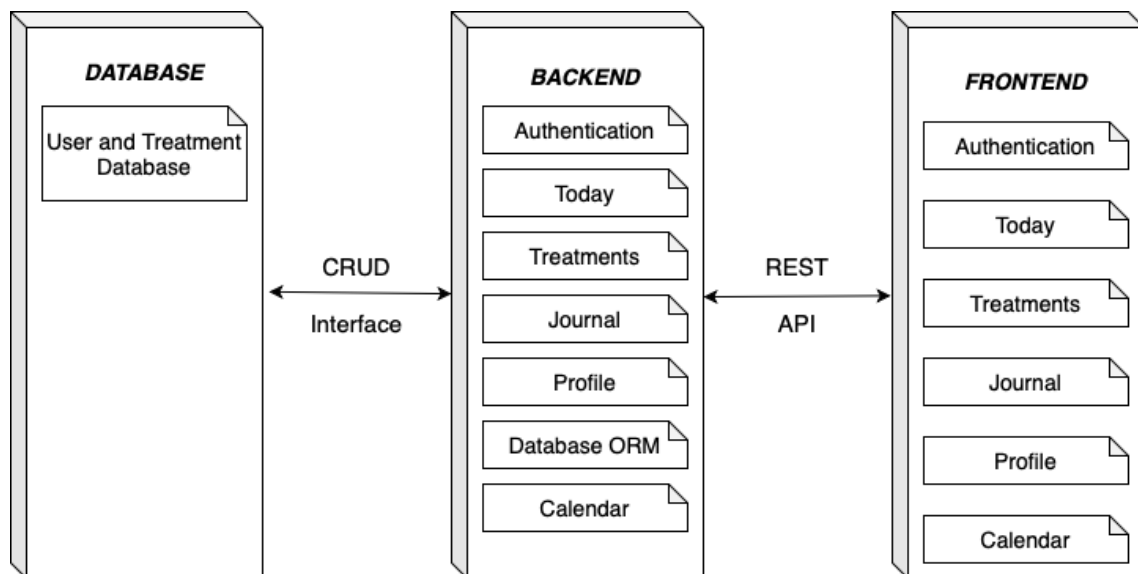 DATABASE
User and Treatment
Database
CRUD
Interface
BACKEND
Authentication
Today
Treatments
Journal
Profile
Database ORM
Calendar
REST
API
FRONTEND
Authentication
Today
Treatments
Journal
Profile
Calendar